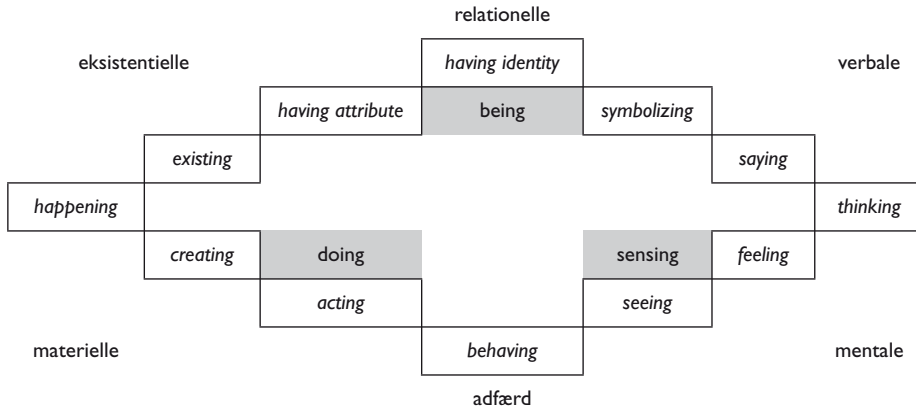 relationelle
eksistentielle
having identity
verbale
having attribute being symbolizing
existing saying
happening thinking
creating doing sensing feeling
acting seeing
materielle behaving mentale
adfærd